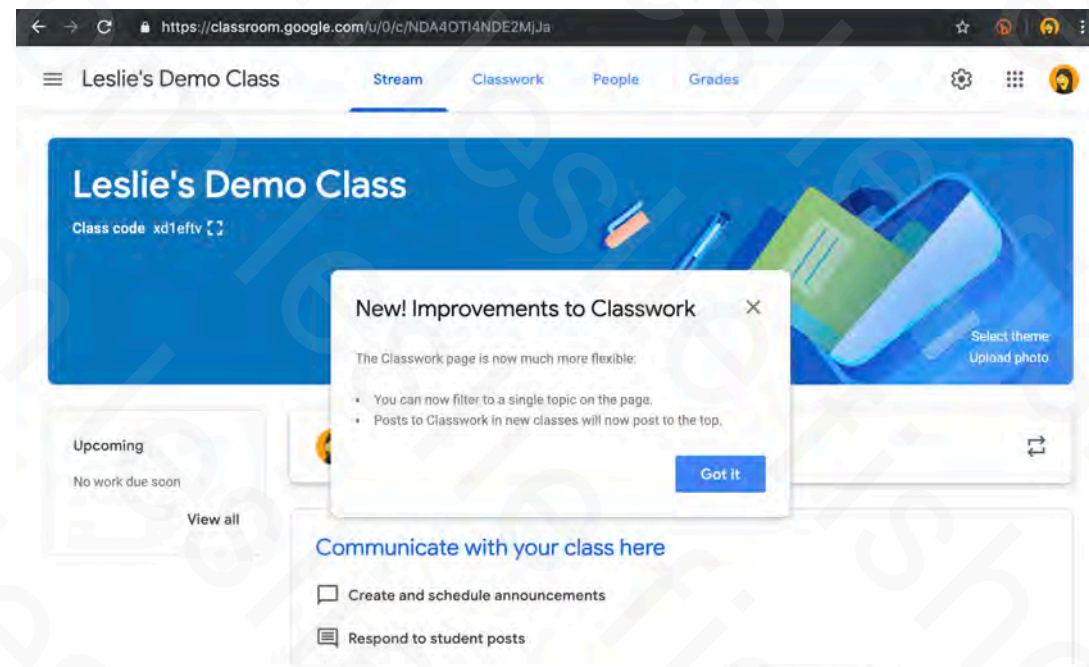 https://classroom.google.com/u/0/c/NDA4OTI4NDE2MjJa
Leslie's Demo Class
Stream Classwork People Grades
Leslie's Demo Class
Class code xd1eftv
Select theme
Upload photo
New! Improvements to Classwork
The Classwork page is now much more flexible:
• You can now filter to a single topic on the page.
• Posts to Classwork in new classes will now post to the top.
Got it
Upcoming
No work due soon
View all
Communicate with your class here
Create and schedule announcements
Respond to student posts